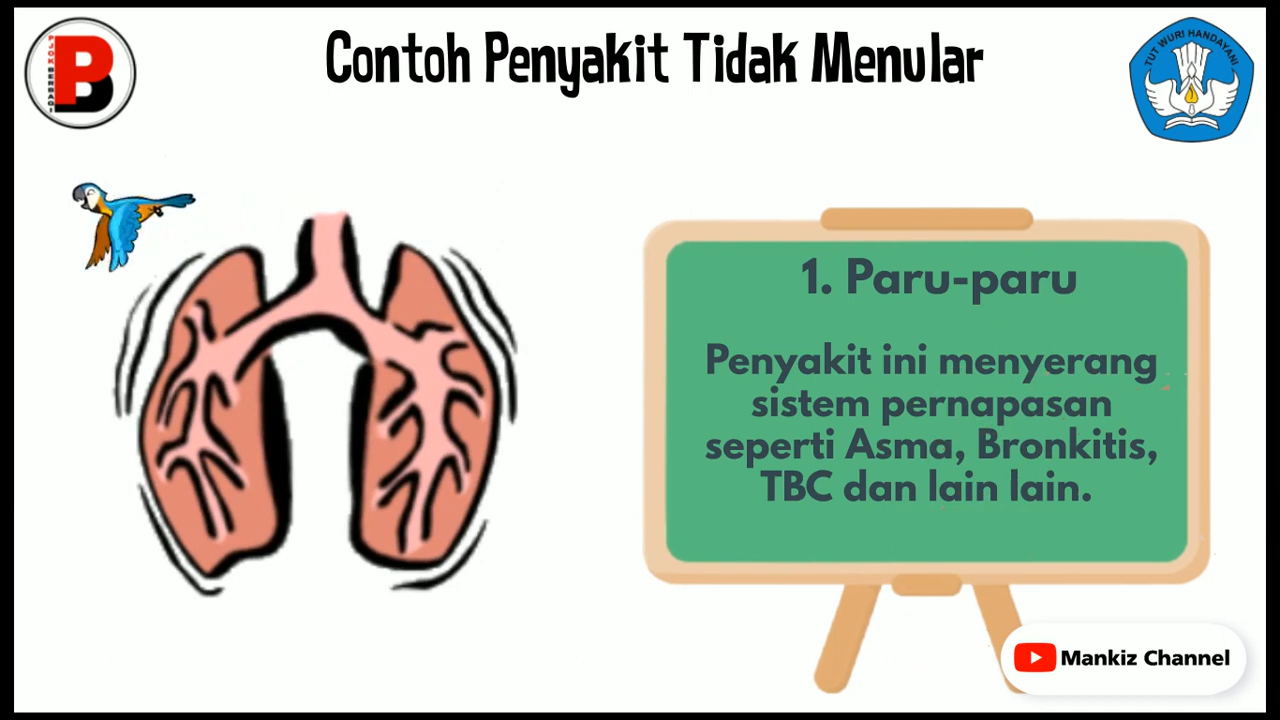 Contoh Penyakit Tidak Menular
TUT WURI HANDAYANI
1. Paru-paru
Penyakit ini menyerang
sistem pernapasan
seperti Asma, Bronkitis,
TBC dan lain lain.
Mankiz Channel